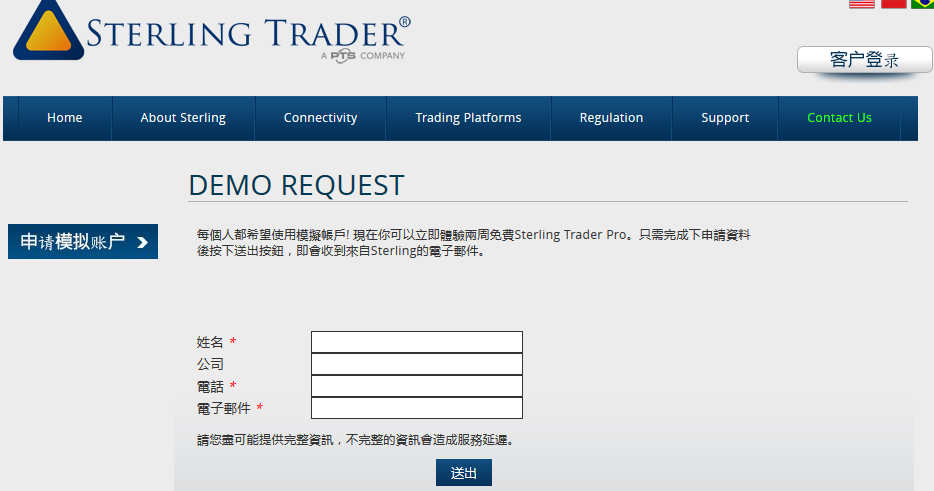 STERLING TRADER®
A PTS COMPANY
客户登录
Home About Sterling Connectivity Trading Platforms Regulation Support Contact Us
DEMO REQUEST
申请模拟账户
每個人都希望使用模擬帳戶! 現在你可以立即體驗兩周免費Sterling Trader Pro。只需完成下申請資料
後按下送出按鈕，即會收到來自Sterling的電子郵件。
姓名 *
公司
電話 *
電子郵件 *
請您盡可能提供完整資訊，不完整的資訊會造成服務延遲。
送出